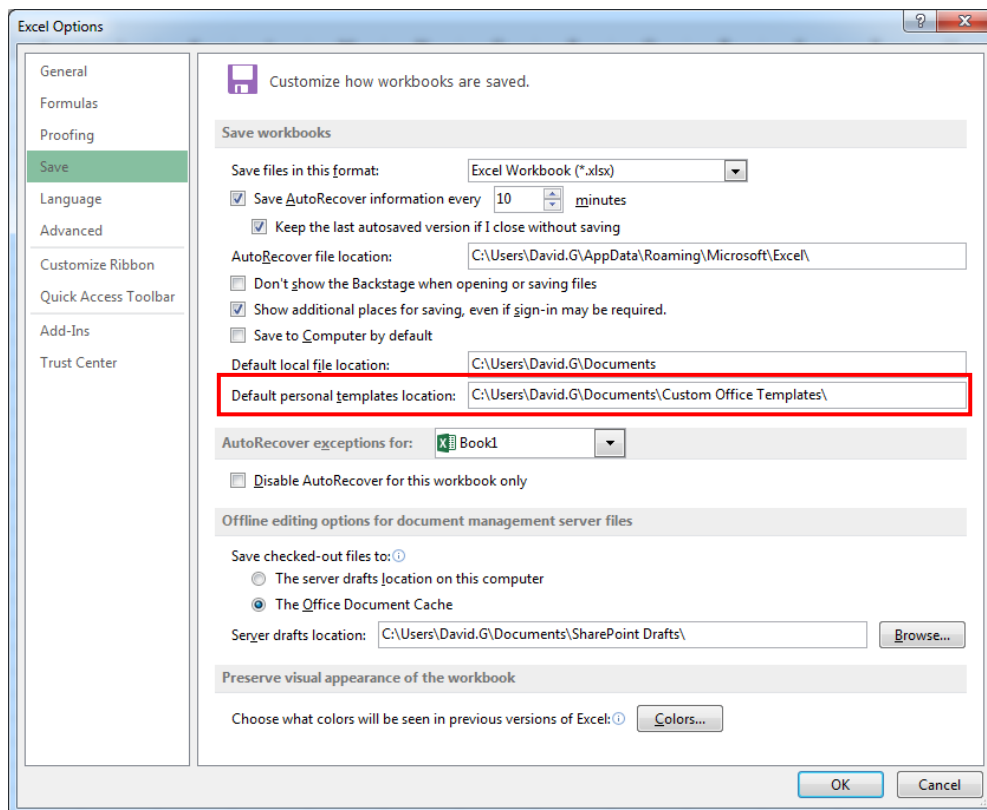 Excel Options
General
Formulas
Proofing
Save
Language
Advanced
Customize Ribbon
Quick Access Toolbar
Add-Ins
Trust Center
Customize how workbooks are saved.
Save workbooks
Save files in this format: Excel Workbook (*.xlsx)
Save AutoRecover information every 10 minutes
Keep the last autosaved version if I close without saving
AutoRecover file location: C:\Users\David.G\AppData\Roaming\Microsoft\Excel\
Don't show the Backstage when opening or saving files
Show additional places for saving, even if sign-in may be required.
Save to Computer by default
Default local file location: C:\Users\David.G\Documents
Default personal templates location: C:\Users\David.G\Documents\Custom Office Templates\
AutoRecover exceptions for: Book1
Disable AutoRecover for this workbook only
Offline editing options for document management server files
Save checked-out files to:
The server drafts location on this computer
The Office Document Cache
Server drafts location: C:\Users\David.G\Documents\SharePoint Drafts\ Browse...
Preserve visual appearance of the workbook
Choose what colors will be seen in previous versions of Excel: Colors...
OK Cancel